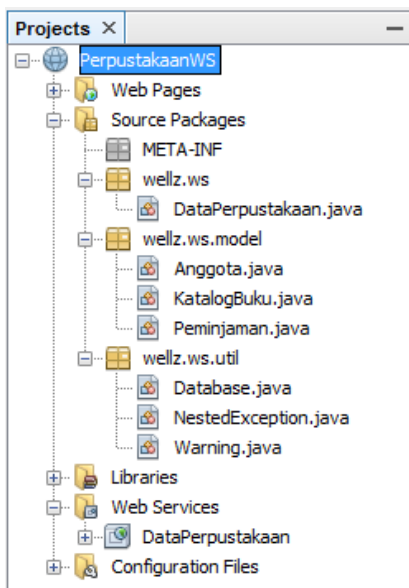 Projects
PerpustakaanWS
Web Pages
Source Packages
META-INF
wellz.ws
DataPerpustakaan.java
wellz.ws.model
Anggota.java
KatalogBuku.java
Peminjaman.java
wellz.ws.util
Database.java
NestedException.java
Warning.java
Libraries
Web Services
DataPerpustakaan
Configuration Files